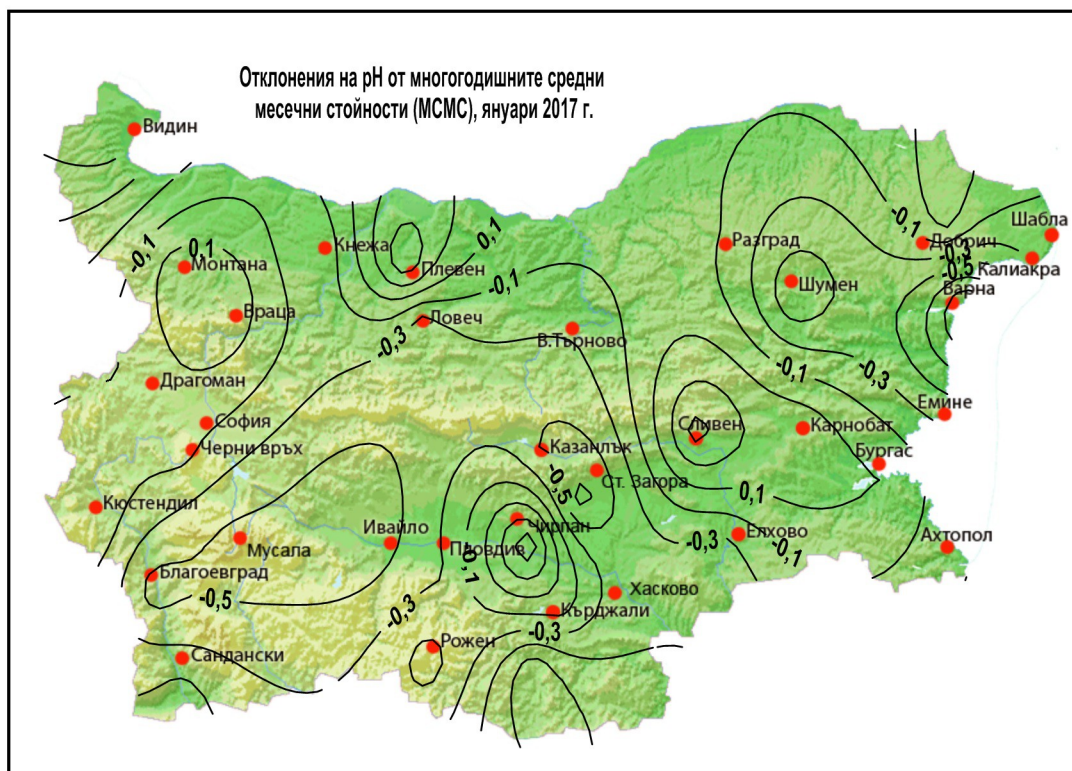 Отклонения на pH от многогодишните средни
месечни стойности (МСМС), януари 2017 г.
Видин
Шабла
-0,1
Добрич
Кнежа
0,1
Разград
-0,3
-0,1
0,1
Монтана
Калиакра
Плевен
-0,5
Шумен
-0,1
Варна
Враца
Ловеч
-0,3
В.Търново
-0,1
-0,3
Драгоман
Емине
София
Сливен
Карнобат
Черни връх
Казанлък
Бургас
-0,5
Ст. Загора
0,1
Кюстендил
Чирпан
Ивайло
Елхово
Ахтопол
Мусала
Пловдив
-0,3
-0,1
-0,1
Благоевград
-0,5
-0,3
Хасково
Кърджали
-0,3
Рожен
Сандански